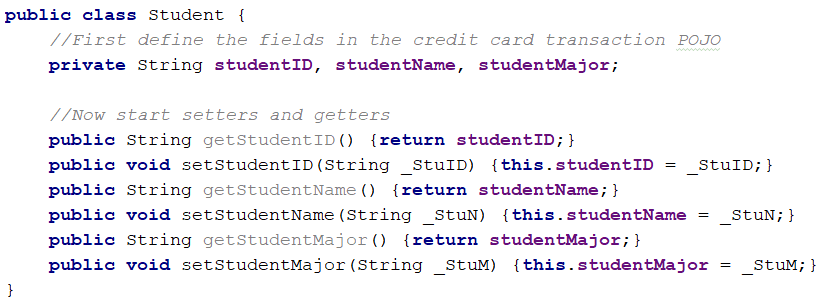 public class Student {
//First define the fields in the credit card transaction POJO
private String studentID, studentName, studentMajor;
//Now start setters and getters
public String getStudentID() {return studentID;}
public void setStudentID(String _StuID) {this.studentID = _StuID;}
public String getStudentName() {return studentName;}
public void setStudentName(String _StuN) {this.studentName = _StuN;}
public String getStudentMajor() {return studentMajor;}
public void setStudentMajor(String _StuM) {this.studentMajor = _StuM;}
}